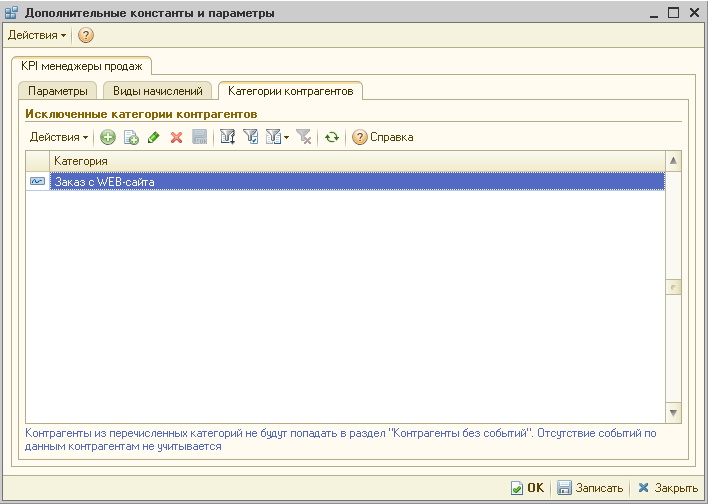 Дополнительные константы и параметры
Действия
KPI менеджеры продаж
Параметры Виды начислений Категории контрагентов
Исключенные категории контрагентов
Действия Справка
Категория
Заказ с WEB-сайта
Контрагенты из перечисленных категорий не будут попадать в раздел "Контрагенты без событий". Отсутствие событий по
данным контрагентам не учитывается
OK Записать Закрыть